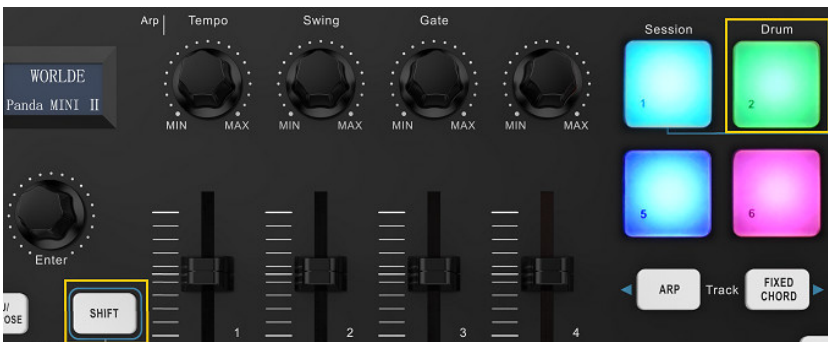 Arp Tempo Swing Gate
Session Drum
WORLDE
Panda MINI II
MIN MAX MIN MAX MIN MAX MIN MAX
1 2
5 6
Enter
ARP Track FIXED CHORD
SHIFT
1 2 3 4